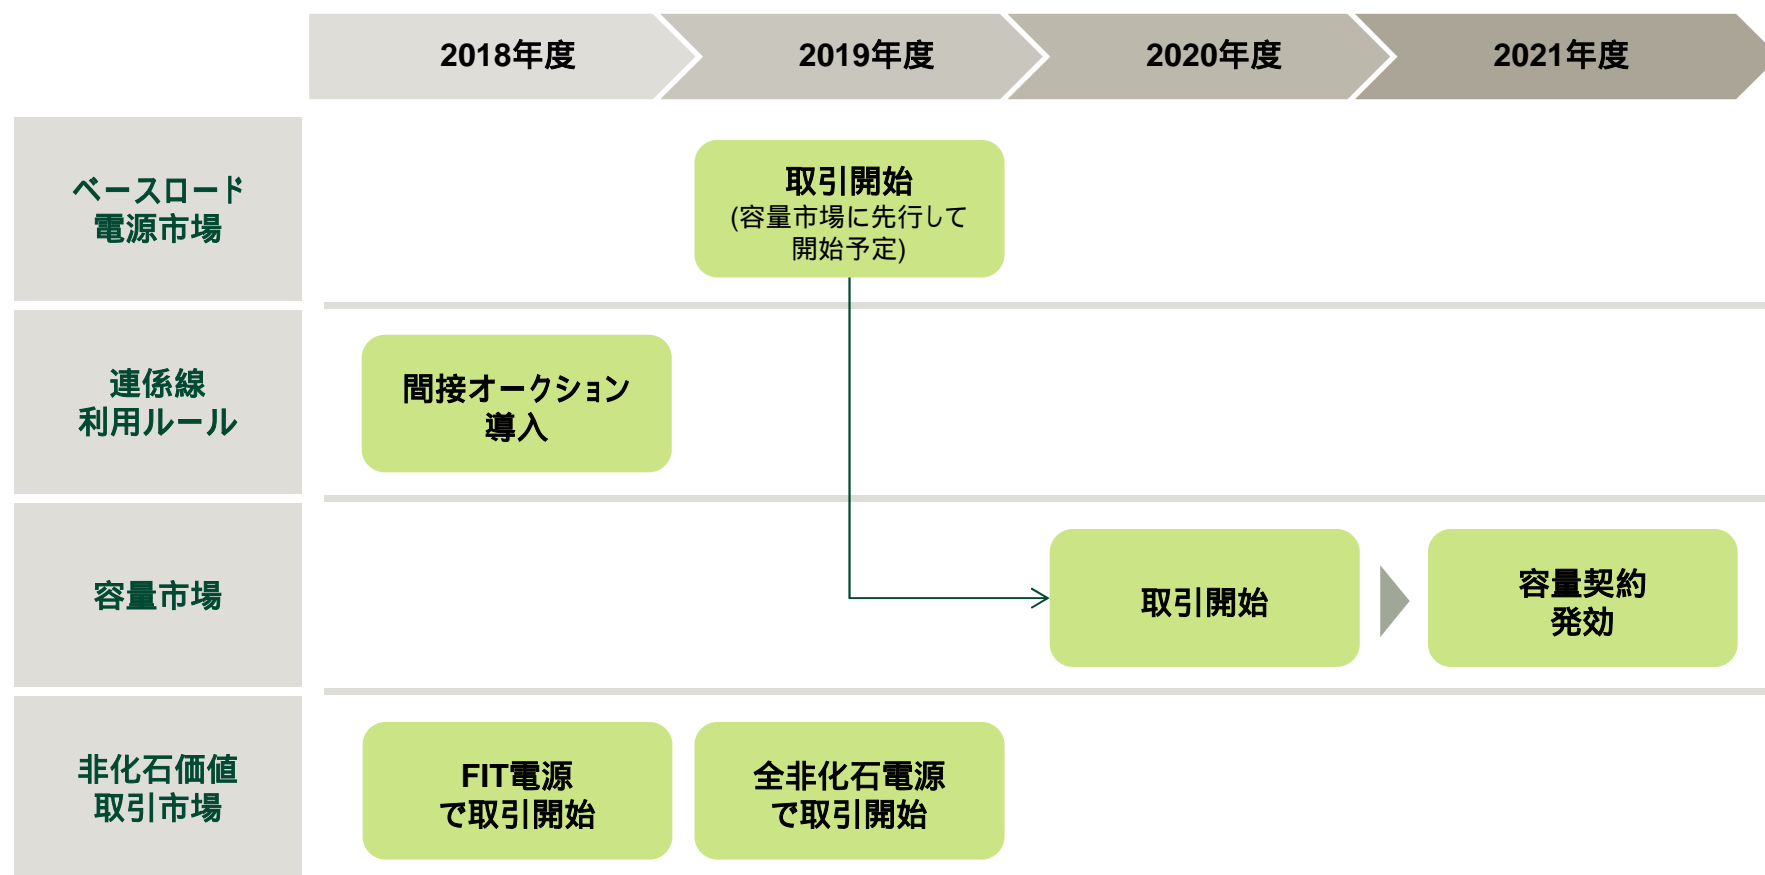 2018年度
2019年度
2020年度
2021年度
ベースロード
電源市場
取引開始
(容量市場に先行して
開始予定)
連係線
利用ルール
間接オークション
導入
容量市場
取引開始
容量契約
発効
非化石価値
取引市場
FIT電源
で取引開始
全非化石電源
で取引開始